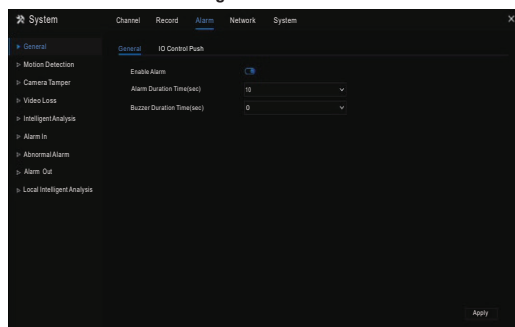 System
Channel Record Alarm Network System
General
Motion Detection
Camera Tamper
Video Loss
Intelligent Analysis
Alarm In
Abnormal Alarm
Alarm Out
Local Intelligent Analysis
General IO Control Push
Enable Alarm
Alarm Duration Time(sec) 10
Buzzer Duration Time(sec) 0
Apply